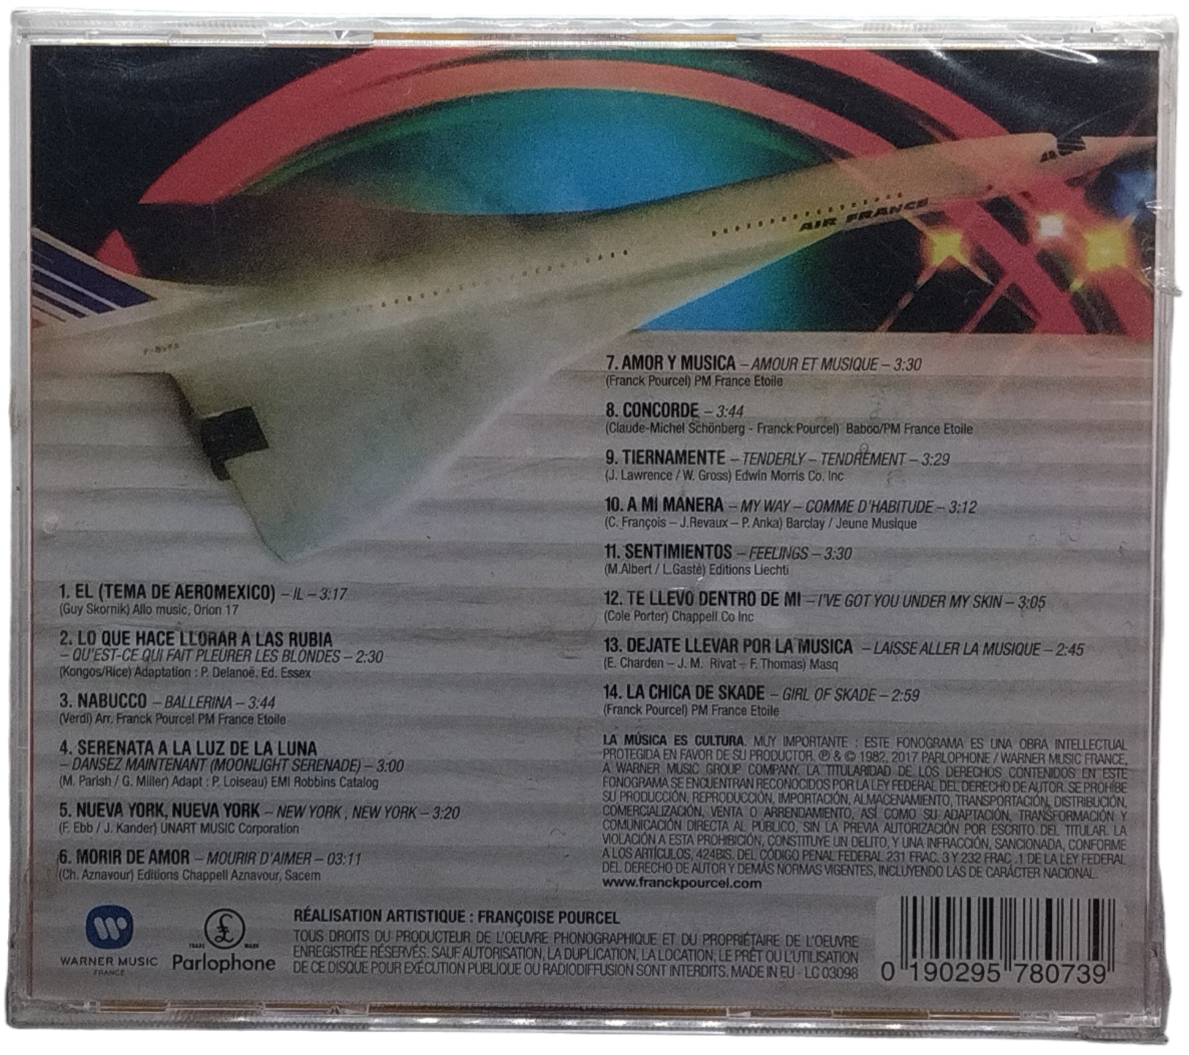 AIR FRANCE
1. EL (TEMA DE AEROMEXICO) – IL – 3:17
(Guy Skornik) Allo music, Orion 17
2. LO QUE HACE LLORAR A LAS RUBIA
– QU'EST-CE QUI FAIT PLEURER LES BLONDES – 2:30
(Kongos/Rice) Adaptation : P. Delanoë. Ed. Essex
3. NABUCCO – BALLERINA – 3:44
(Verdi) Arr. Franck Pourcel PM France Etoile
4. SERENATA A LA LUZ DE LA LUNA
– DANSEZ MAINTENANT (MOONLIGHT SERENADE) – 3:00
(M. Parish / G. Miller) Adapt : P. Loiseau) EMI Robbins Catalog
5. NUEVA YORK, NUEVA YORK – NEW YORK , NEW YORK – 3:20
(F. Ebb / J. Kander) UNART MUSIC Corporation
6. MORIR DE AMOR – MOURIR D'AIMER – 03:11
(Ch. Aznavour) Editions Chappell Aznavour, Sacem
7. AMOR Y MUSICA – AMOUR ET MUSIQUE – 3:30
(Franck Pourcel) PM France Etoile
8. CONCORDE – 3:44
(Claude-Michel Schönberg - Franck Pourcel) Baboo/PM France Etoile
9. TIERNAMENTE – TENDERLY – TENDREMENT – 3:29
(J. Lawrence / W. Gross) Edwin Morris Co. Inc
10. A MI MANERA – MY WAY – COMME D'HABITUDE – 3:12
(C. François – J.Revaux – P. Anka) Barclay / Jeune Musique
11. SENTIMIENTOS – FEELINGS – 3:30
(M.Albert / L.Gastè) Editions Liechti
12. TE LLEVO DENTRO DE MI – I'VE GOT YOU UNDER MY SKIN – 3:05
(Cole Porter) Chappell Co Inc
13. DEJATE LLEVAR POR LA MUSICA – LAISSE ALLER LA MUSIQUE – 2:45
(E. Charden – J. M. Rivat – F. Thomas) Masq
14. LA CHICA DE SKADE – GIRL OF SKADE – 2:59
(Franck Pourcel) PM France Etoile
LA MÚSICA ES CULTURA. MUY IMPORTANTE : ESTE FONOGRAMA ES UNA OBRA INTELLECTUAL
PROTEGIDA EN FAVOR DE SU PRODUCTOR. ℗ & © 1982, 2017 PARLOPHONE / WARNER MUSIC FRANCE,
A WARNER MUSIC GROUP COMPANY. LA TITULARIDAD DE LOS DERECHOS CONTENIDOS EN ESTE
FONOGRAMA SE ENCUENTRAN RECONOCIDOS POR LA LEY FEDERAL DEL DERECHO DE AUTOR. SE PROHÍBE
SU PRODUCCIÓN, REPRODUCCIÓN, IMPORTACIÓN, ALMACENAMIENTO, TRANSPORTACIÓN, DISTRIBUCIÓN,
COMERCIALIZACIÓN, VENTA O ARRENDAMIENTO, ASÍ COMO SU ADAPTACIÓN, TRANSFORMACIÓN Y
COMUNICACIÓN DIRECTA AL PÚBLICO, SIN LA PREVIA AUTORIZACIÓN POR ESCRITO DEL TITULAR. LA
VIOLACIÓN A ESTA PROHIBICIÓN, CONSTITUYE UN DELITO, Y UNA INFRACCIÓN, SANCIONADA, CONFORME
A LOS ARTÍCULOS, 424BIS. DEL CÓDIGO PENAL FEDERAL 231 FRAC. 3 Y 232 FRAC .1 DE LA LEY FEDERAL
DEL DERECHO DE AUTOR Y DEMÁS NORMAS VIGENTES, INCLUYENDO LAS DE CARÁCTER NACIONAL.
www.franckpourcel.com
WARNER MUSIC
FRANCE
£
TRADE MARK
Parlophone
RÉALISATION ARTISTIQUE : FRANÇOISE POURCEL
TOUS DROITS DU PRODUCTEUR DE L'OEUVRE PHONOGRAPHIQUE ET DU PROPRIÉTAIRE DE L'OEUVRE
ENREGISTRÉE RÉSERVÉS. SAUF AUTORISATION, LA DUPLICATION, LA LOCATION, LE PRÊT OU L'UTILISATION
DE CE DISQUE POUR EXÉCUTION PUBLIQUE OU RADIODIFFUSION SONT INTERDITS. MADE IN EU - LC 03098
0 190295 780739